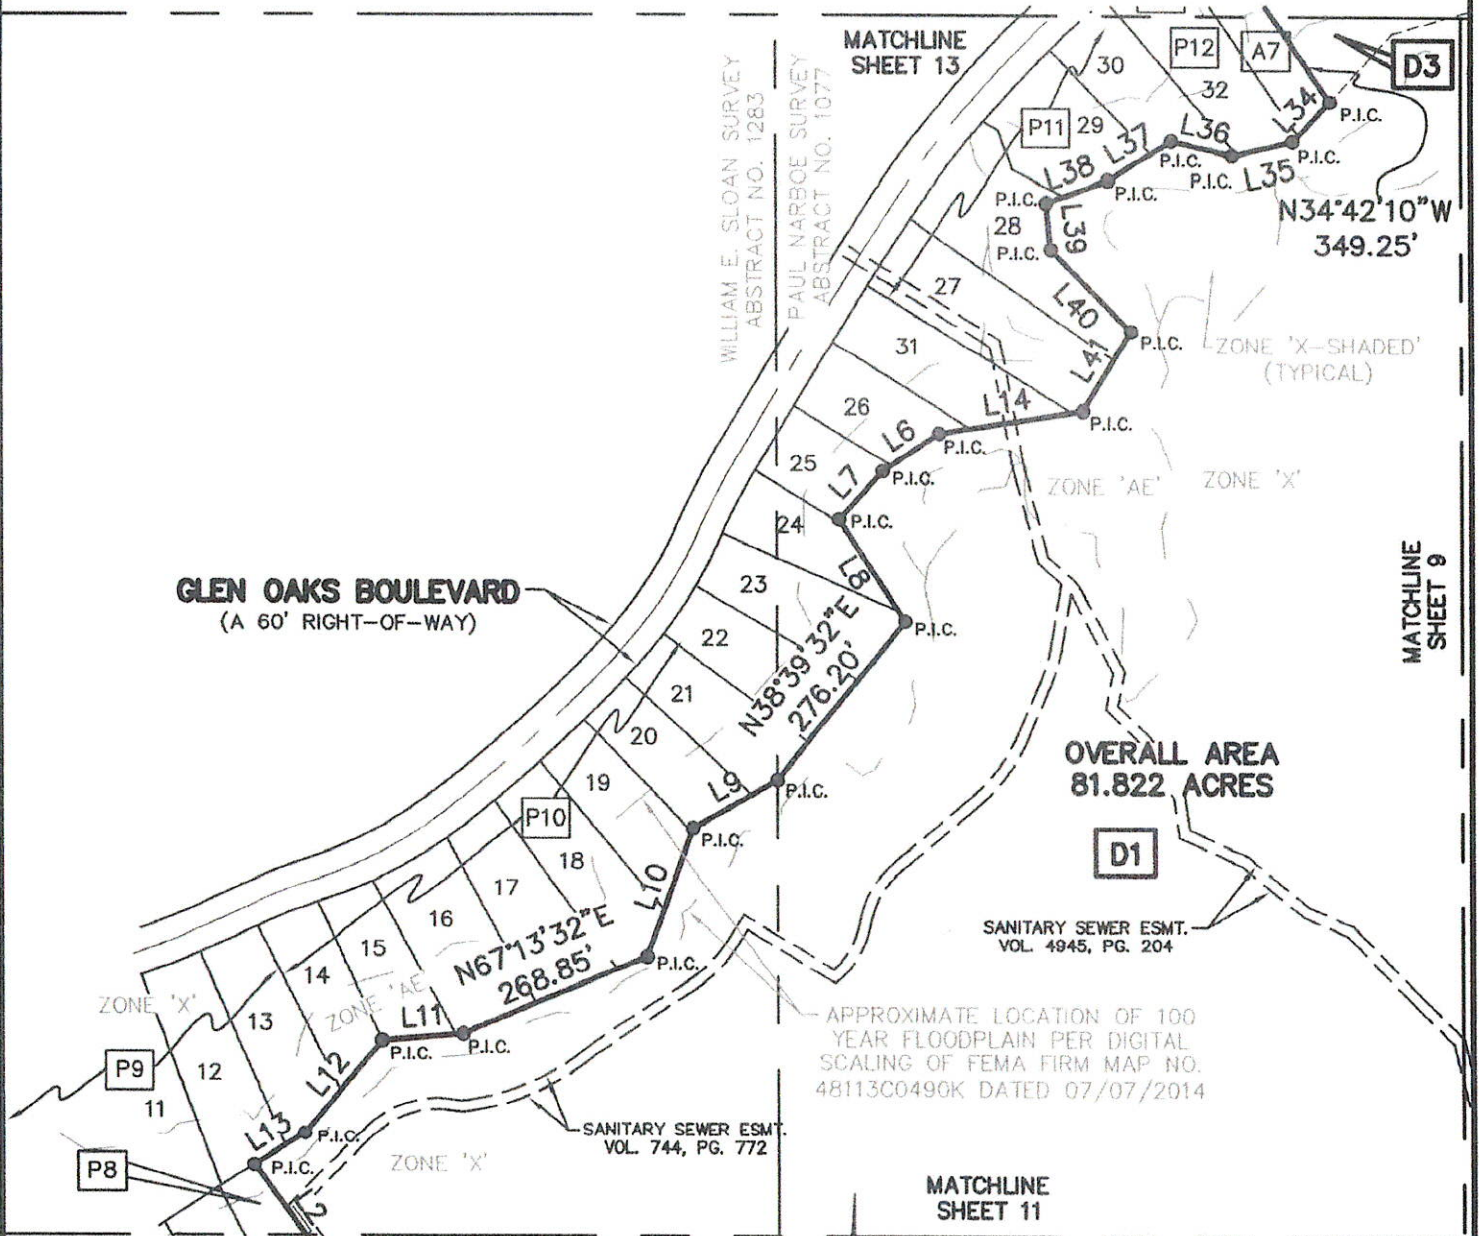 MATCHLINE
SHEET 13
P12
A7
D3
30
32
P11
29
L34
P.I.C.
L36
L37
P.I.C.
P.I.C.
P.I.C.
L35
L38
P.I.C.
28
L39
P.I.C.
N34°42'10"W
349.25'
WILLIAM E. SLOAN SURVEY
ABSTRACT NO. 1283
PAUL NARBOE SURVEY
ABSTRACT NO. 1077
27
L40
P.I.C.
ZONE 'X-SHADED'
(TYPICAL)
31
L41
L14
P.I.C.
26
L6
P.I.C.
25
L7
P.I.C.
ZONE 'AE'
ZONE 'X'
24
P.I.C.
L8
23
MATCHLINE
SHEET 9
GLEN OAKS BOULEVARD
(A 60' RIGHT-OF-WAY)
P.I.C.
22
N38°39'32"E
276.20'
21
20
OVERALL AREA
81.822 ACRES
19
L9
P.I.C.
P10
P.I.C.
18
D1
17
L10
16
15
N67°13'32"E
268.85'
P.I.C.
14
SANITARY SEWER ESMT.
VOL. 4945, PG. 204
ZONE 'X'
ZONE 'AE'
13
L11
P.I.C.
P.I.C.
APPROXIMATE LOCATION OF 100
YEAR FLOODPLAIN PER DIGITAL
SCALING OF FEMA FIRM MAP NO.
48113C0490K DATED 07/07/2014
P9
12
L12
11
L13
P.I.C.
SANITARY SEWER ESMT.
VOL. 744, PG. 772
P8
P.I.C.
ZONE 'X'
MATCHLINE
SHEET 11